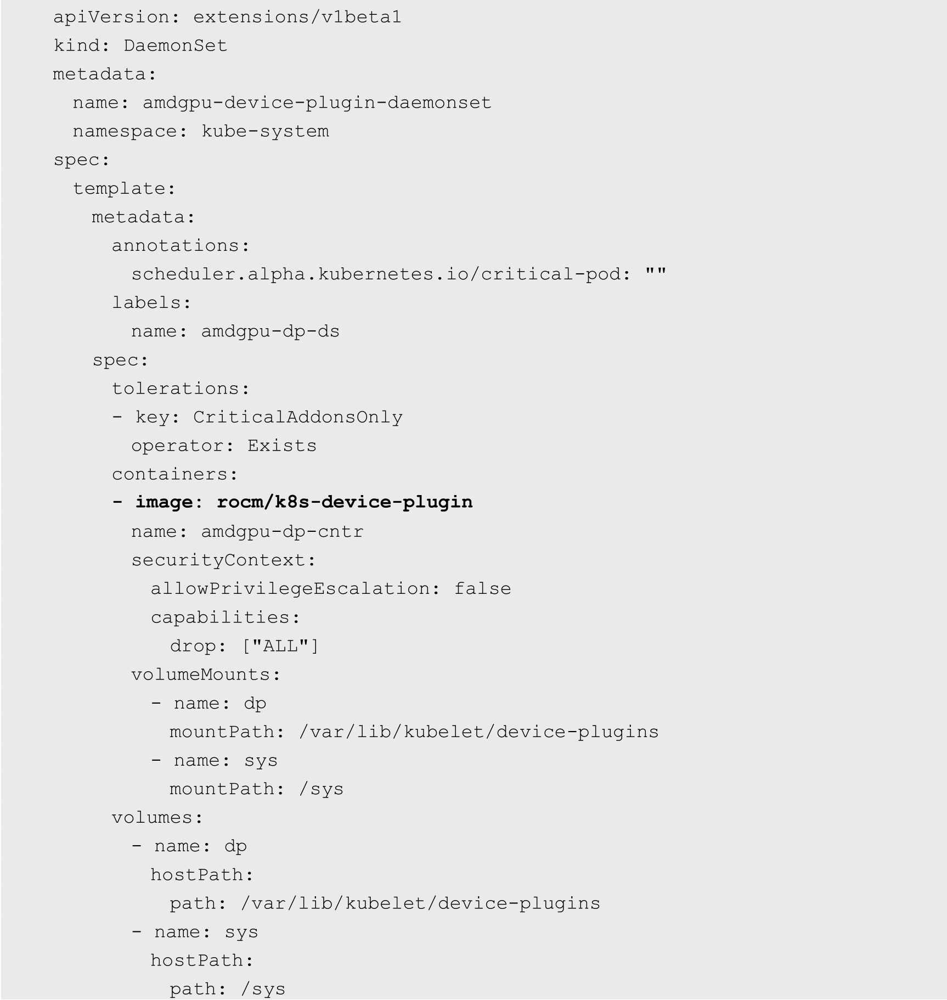 apiVersion: extensions/v1beta1
kind: DaemonSet
metadata:
  name: amdgpu-device-plugin-daemonset
  namespace: kube-system
spec:
  template:
    metadata:
      annotations:
        scheduler.alpha.kubernetes.io/critical-pod: ""
      labels:
        name: amdgpu-dp-ds
    spec:
      tolerations:
      - key: CriticalAddonsOnly
        operator: Exists
      containers:
      - image: rocm/k8s-device-plugin
        name: amdgpu-dp-cntr
        securityContext:
          allowPrivilegeEscalation: false
          capabilities:
            drop: ["ALL"]
        volumeMounts:
          - name: dp
            mountPath: /var/lib/kubelet/device-plugins
          - name: sys
            mountPath: /sys
      volumes:
        - name: dp
          hostPath:
            path: /var/lib/kubelet/device-plugins
        - name: sys
          hostPath:
            path: /sys